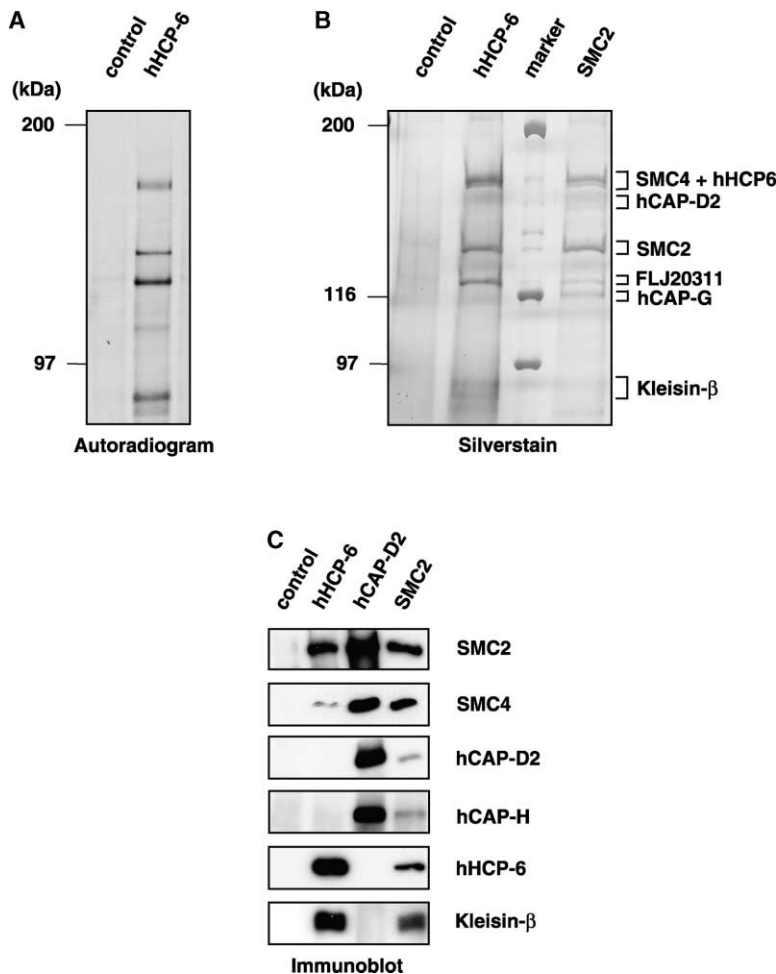 A
control
hHCP-6
(kDa)
200
97
Autoradiogram
B
control
hHCP-6
marker
SMC2
(kDa)
200
116
97
SMC4 + hHCP6
hCAP-D2
SMC2
FLJ20311
hCAP-G
Kleisin-β
Silverstain
C
control
hHCP-6
hCAP-D2
SMC2
SMC2
SMC4
hCAP-D2
hCAP-H
hHCP-6
Kleisin-β
Immunoblot